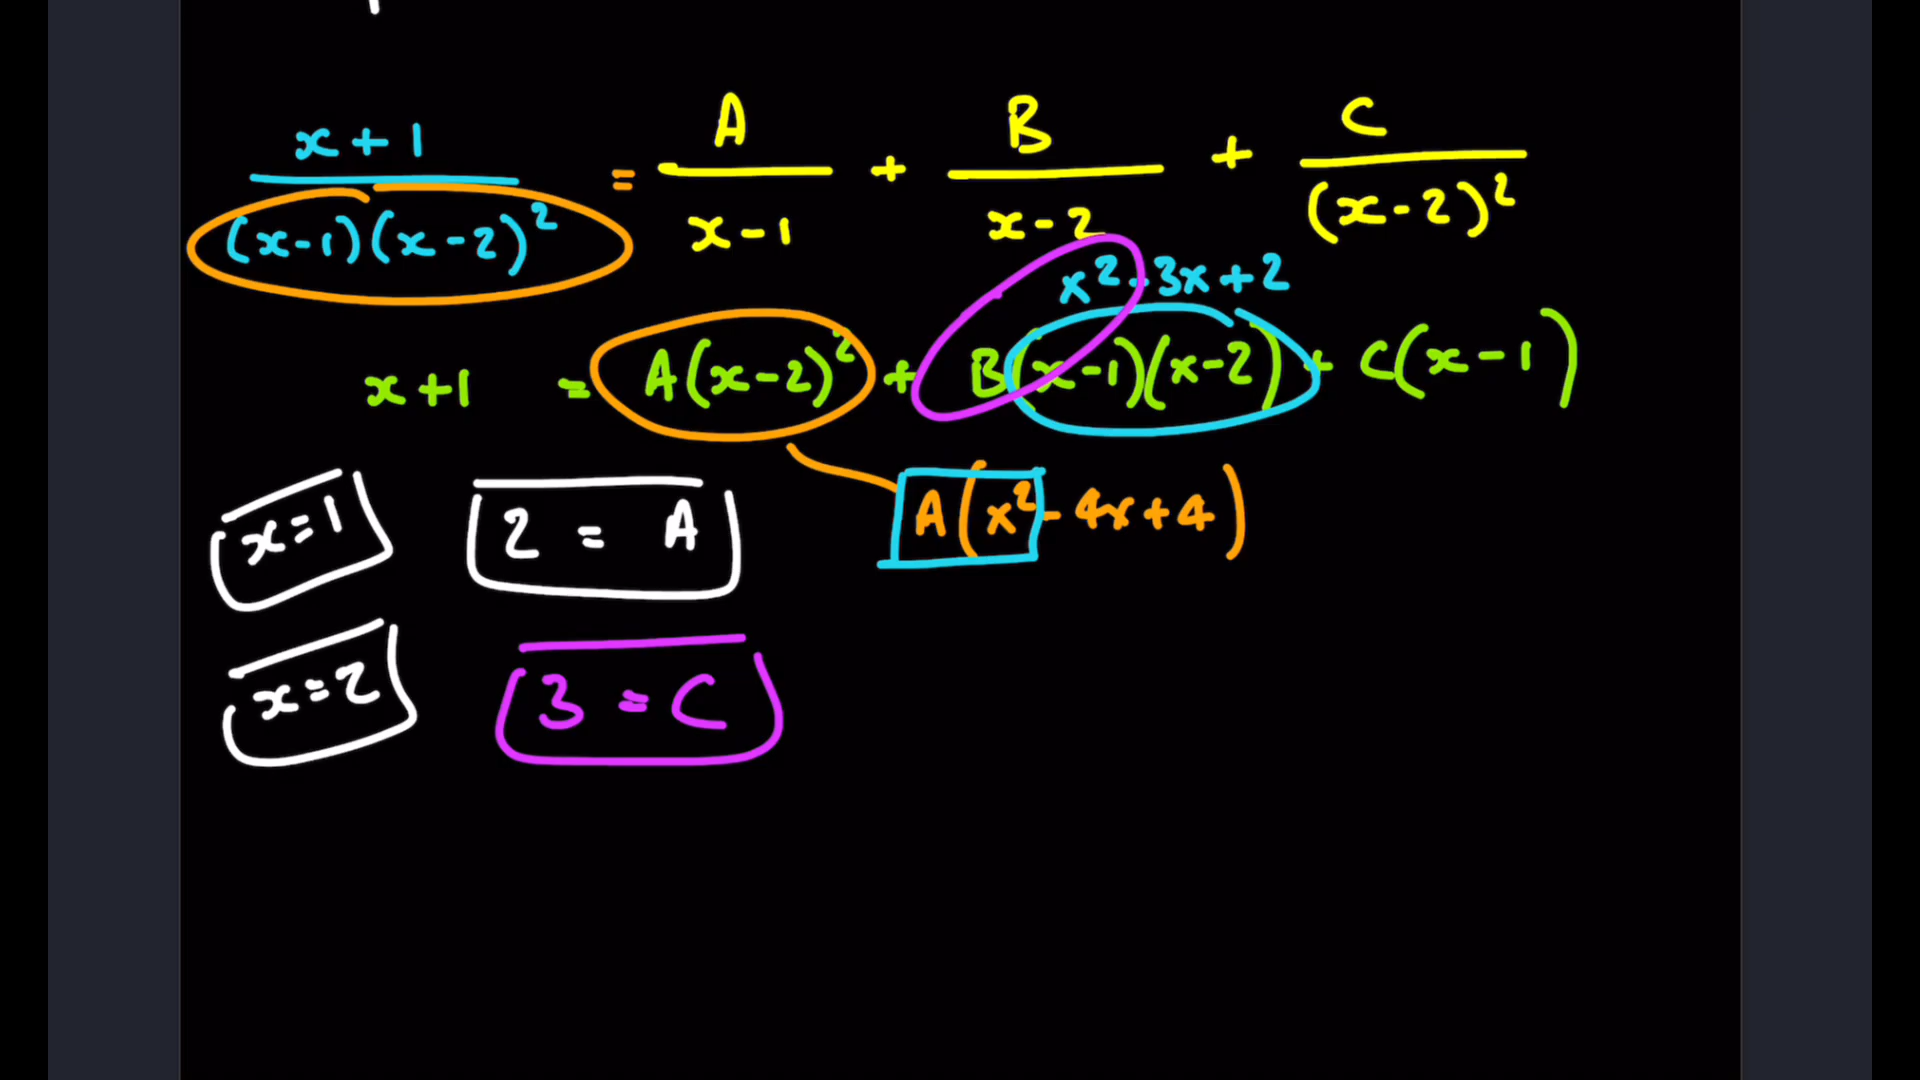 x+1 / (x-1)(x-2)² = A / x-1 + B / x-2 + C / (x-2)²
x²-3x+2
x+1 = A(x-2)² + B(x-1)(x-2) + C(x-1)
A(x²-4x+4)
x=1 2 = A
x=2 3 = C